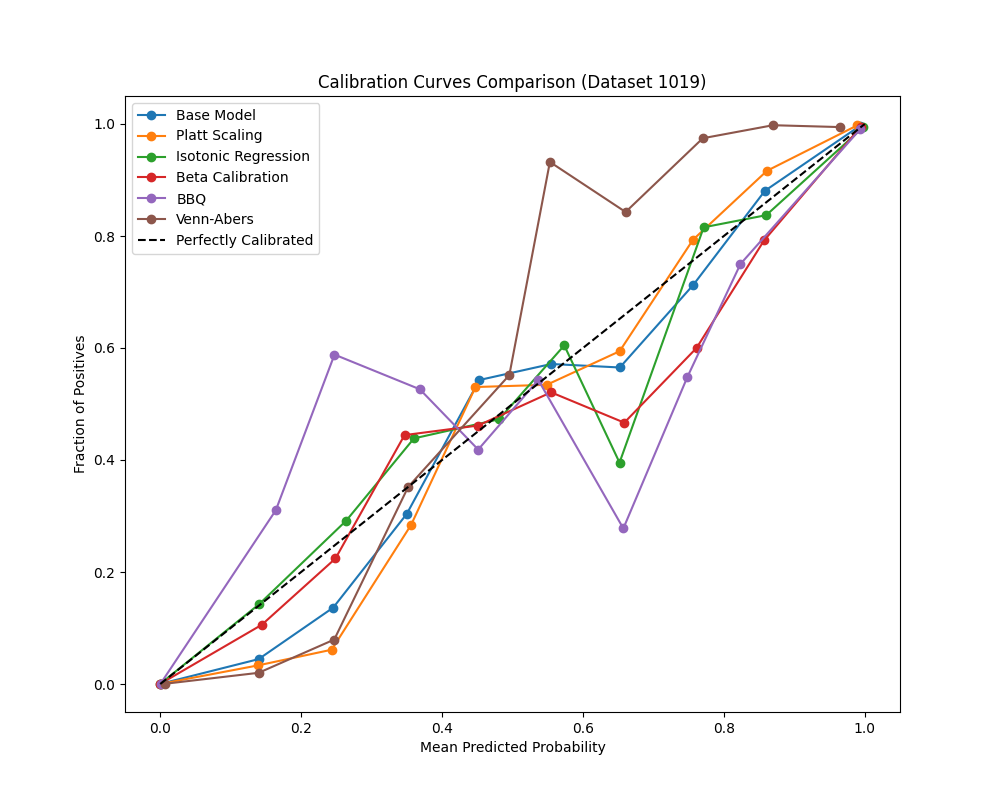 Calibration Curves Comparison (Dataset 1019)
Base Model
Platt Scaling
Isotonic Regression
Beta Calibration
BBQ
Venn-Abers
Perfectly Calibrated
Fraction of Positives
1.0
0.8
0.6
0.4
0.2
0.0
0.0 0.2 0.4 0.6 0.8 1.0
Mean Predicted Probability